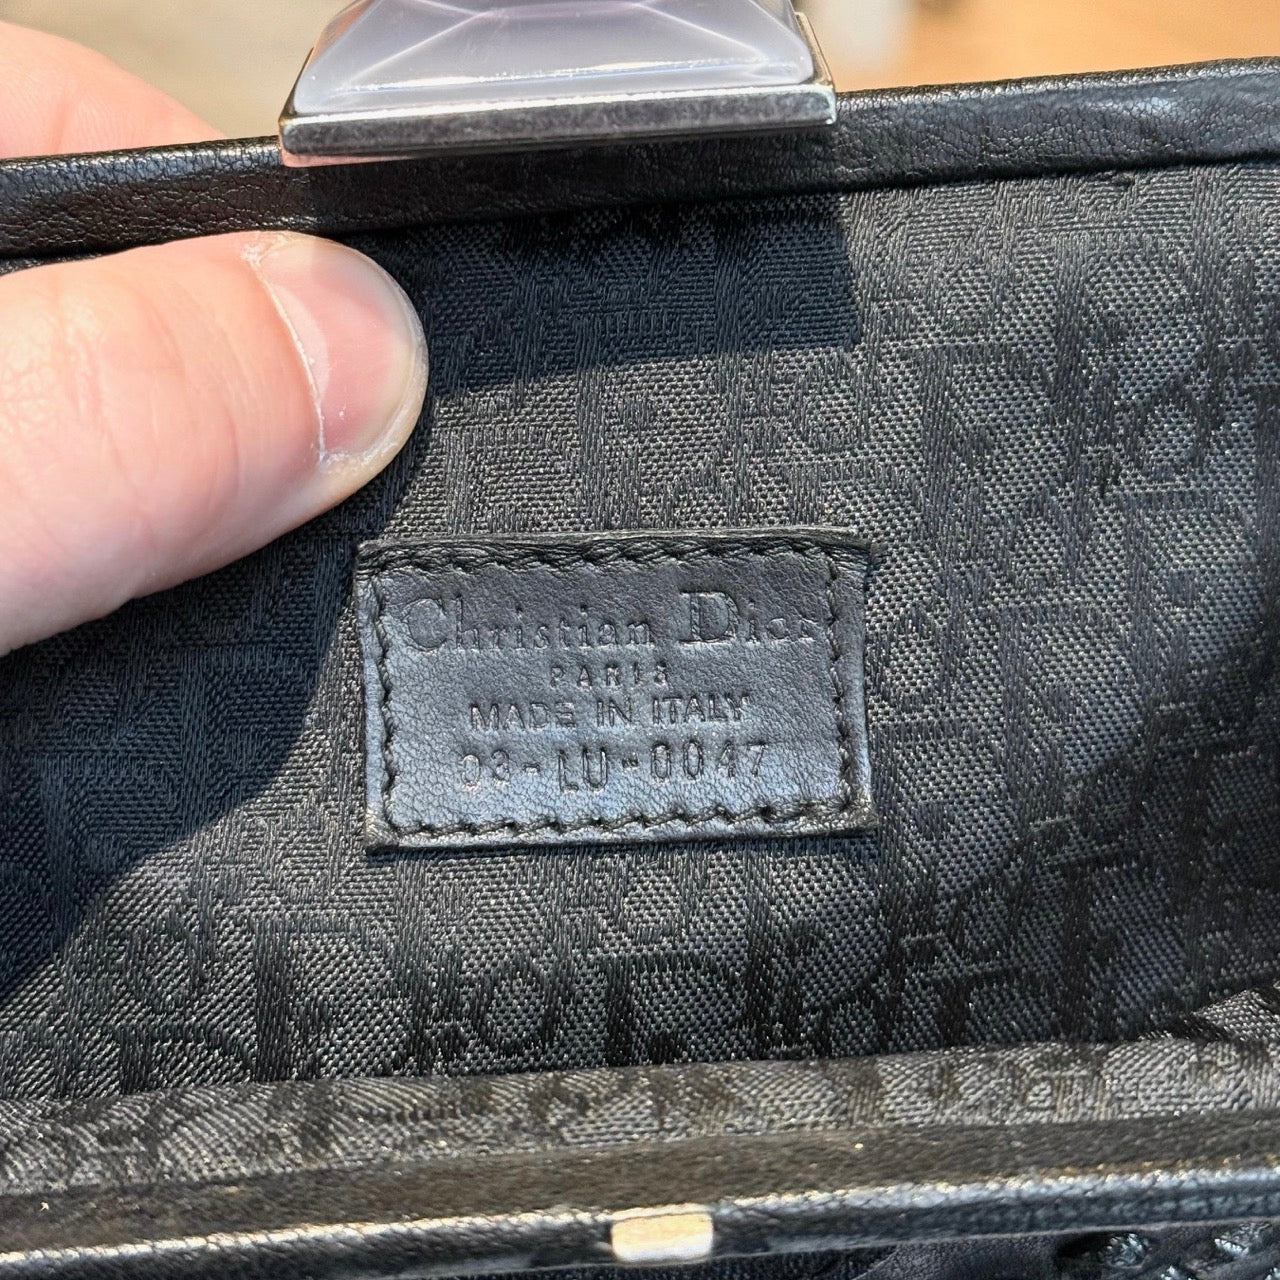 Christian Dior
PARIS
MADE IN ITALY
03-LU-0047